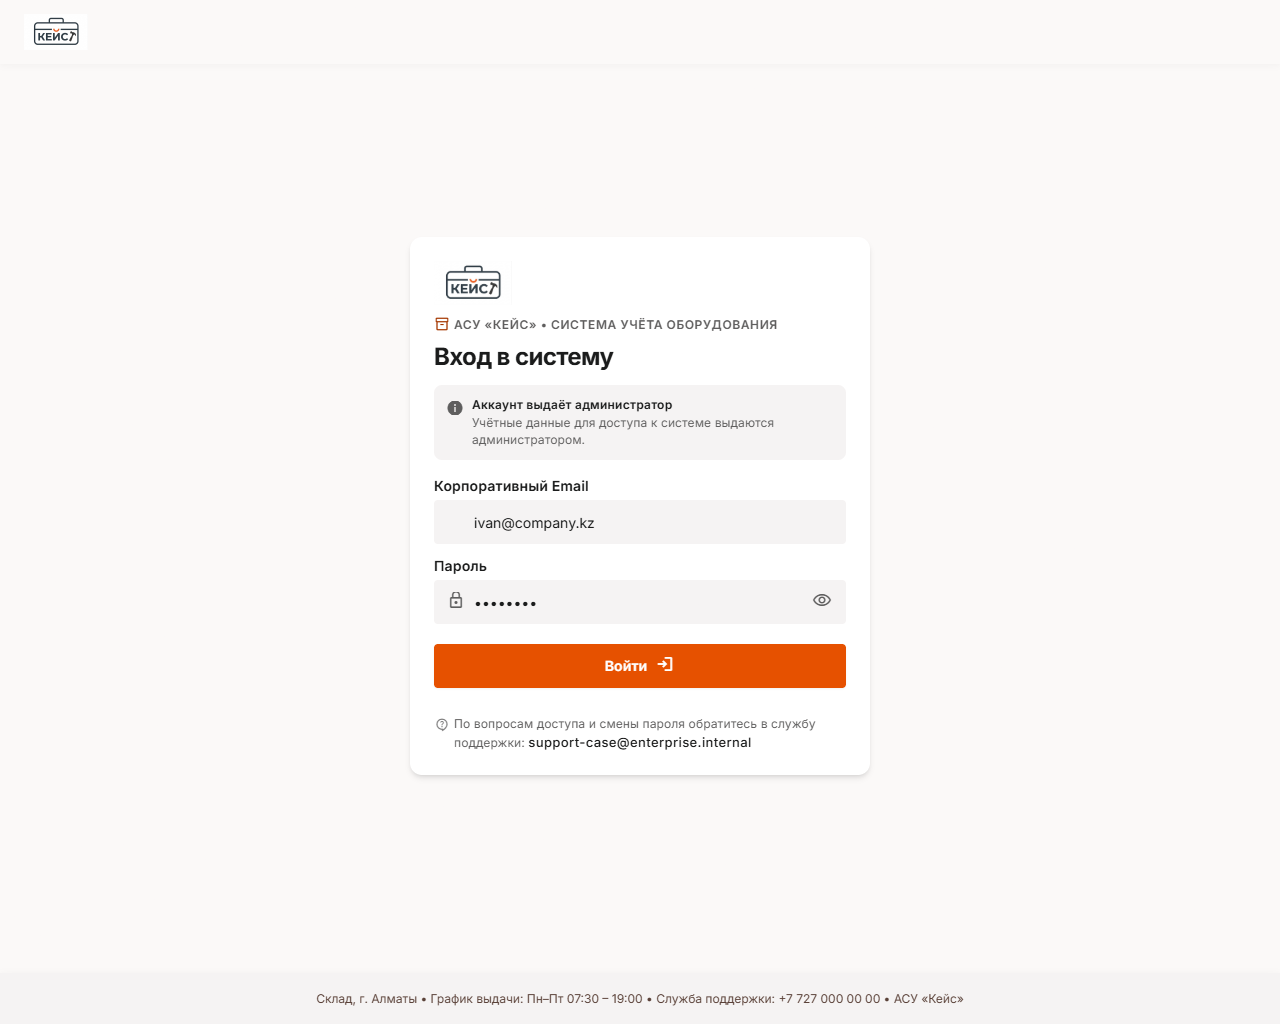 КЕЙС
КЕЙС
АСУ «КЕЙС» • СИСТЕМА УЧЁТА ОБОРУДОВАНИЯ
Вход в систему
Аккаунт выдаёт администратор
Учётные данные для доступа к системе выдаются
администратором.
Корпоративный Email
ivan@company.kz
Пароль
••••••••
Войти
По вопросам доступа и смены пароля обратитесь в службу
поддержки: support-case@enterprise.internal
Склад, г. Алматы • График выдачи: Пн–Пт 07:30 – 19:00 • Служба поддержки: +7 727 000 00 00 • АСУ «Кейс»